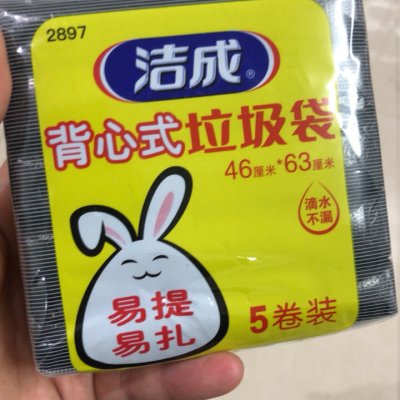 2897
洁成®
背心式垃圾袋
46厘米*63厘米
滴水
不漏
易提
易扎
5卷装